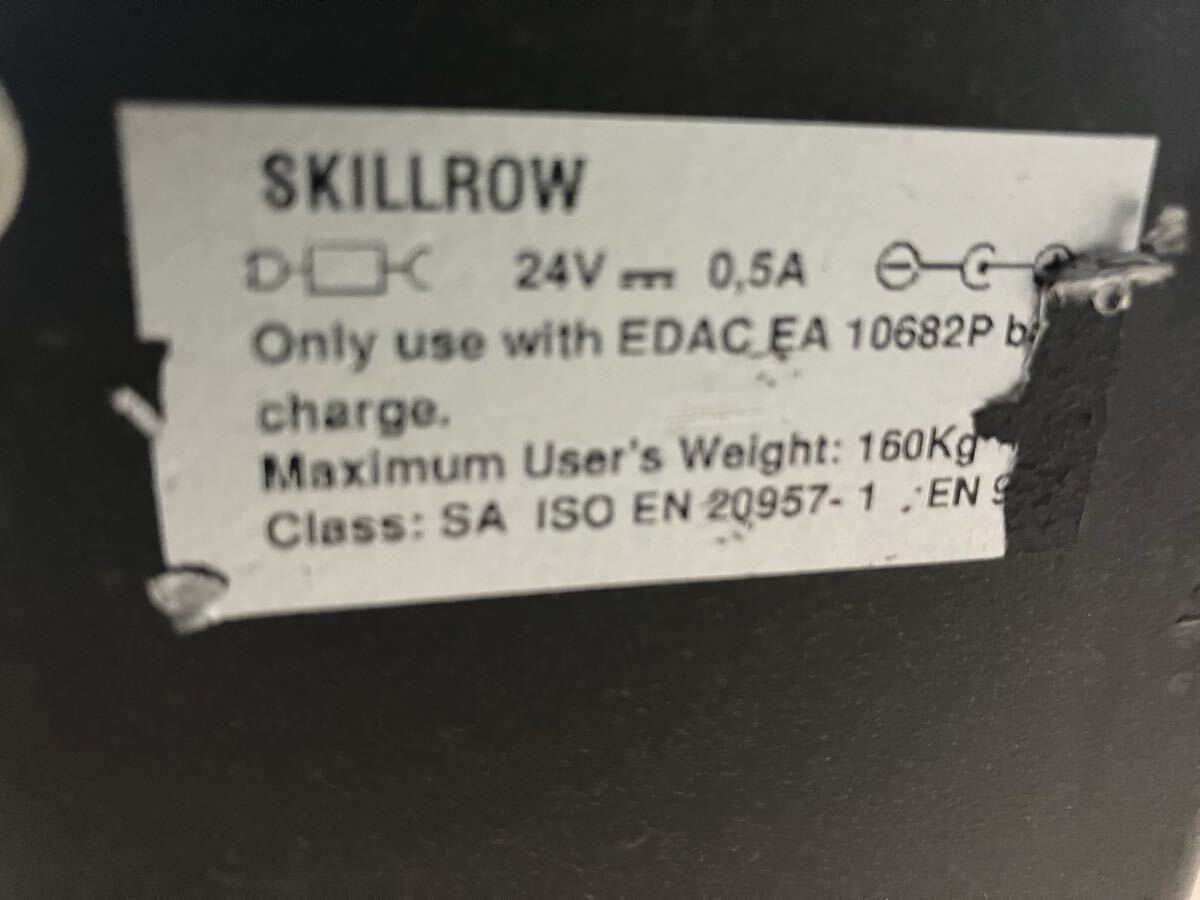 SKILLROW
24V ⎓ 0,5A
Only use with EDAC EA 10682P
charge.
Maximum User's Weight: 160Kg
Class: SA ISO EN 20957-1 EN